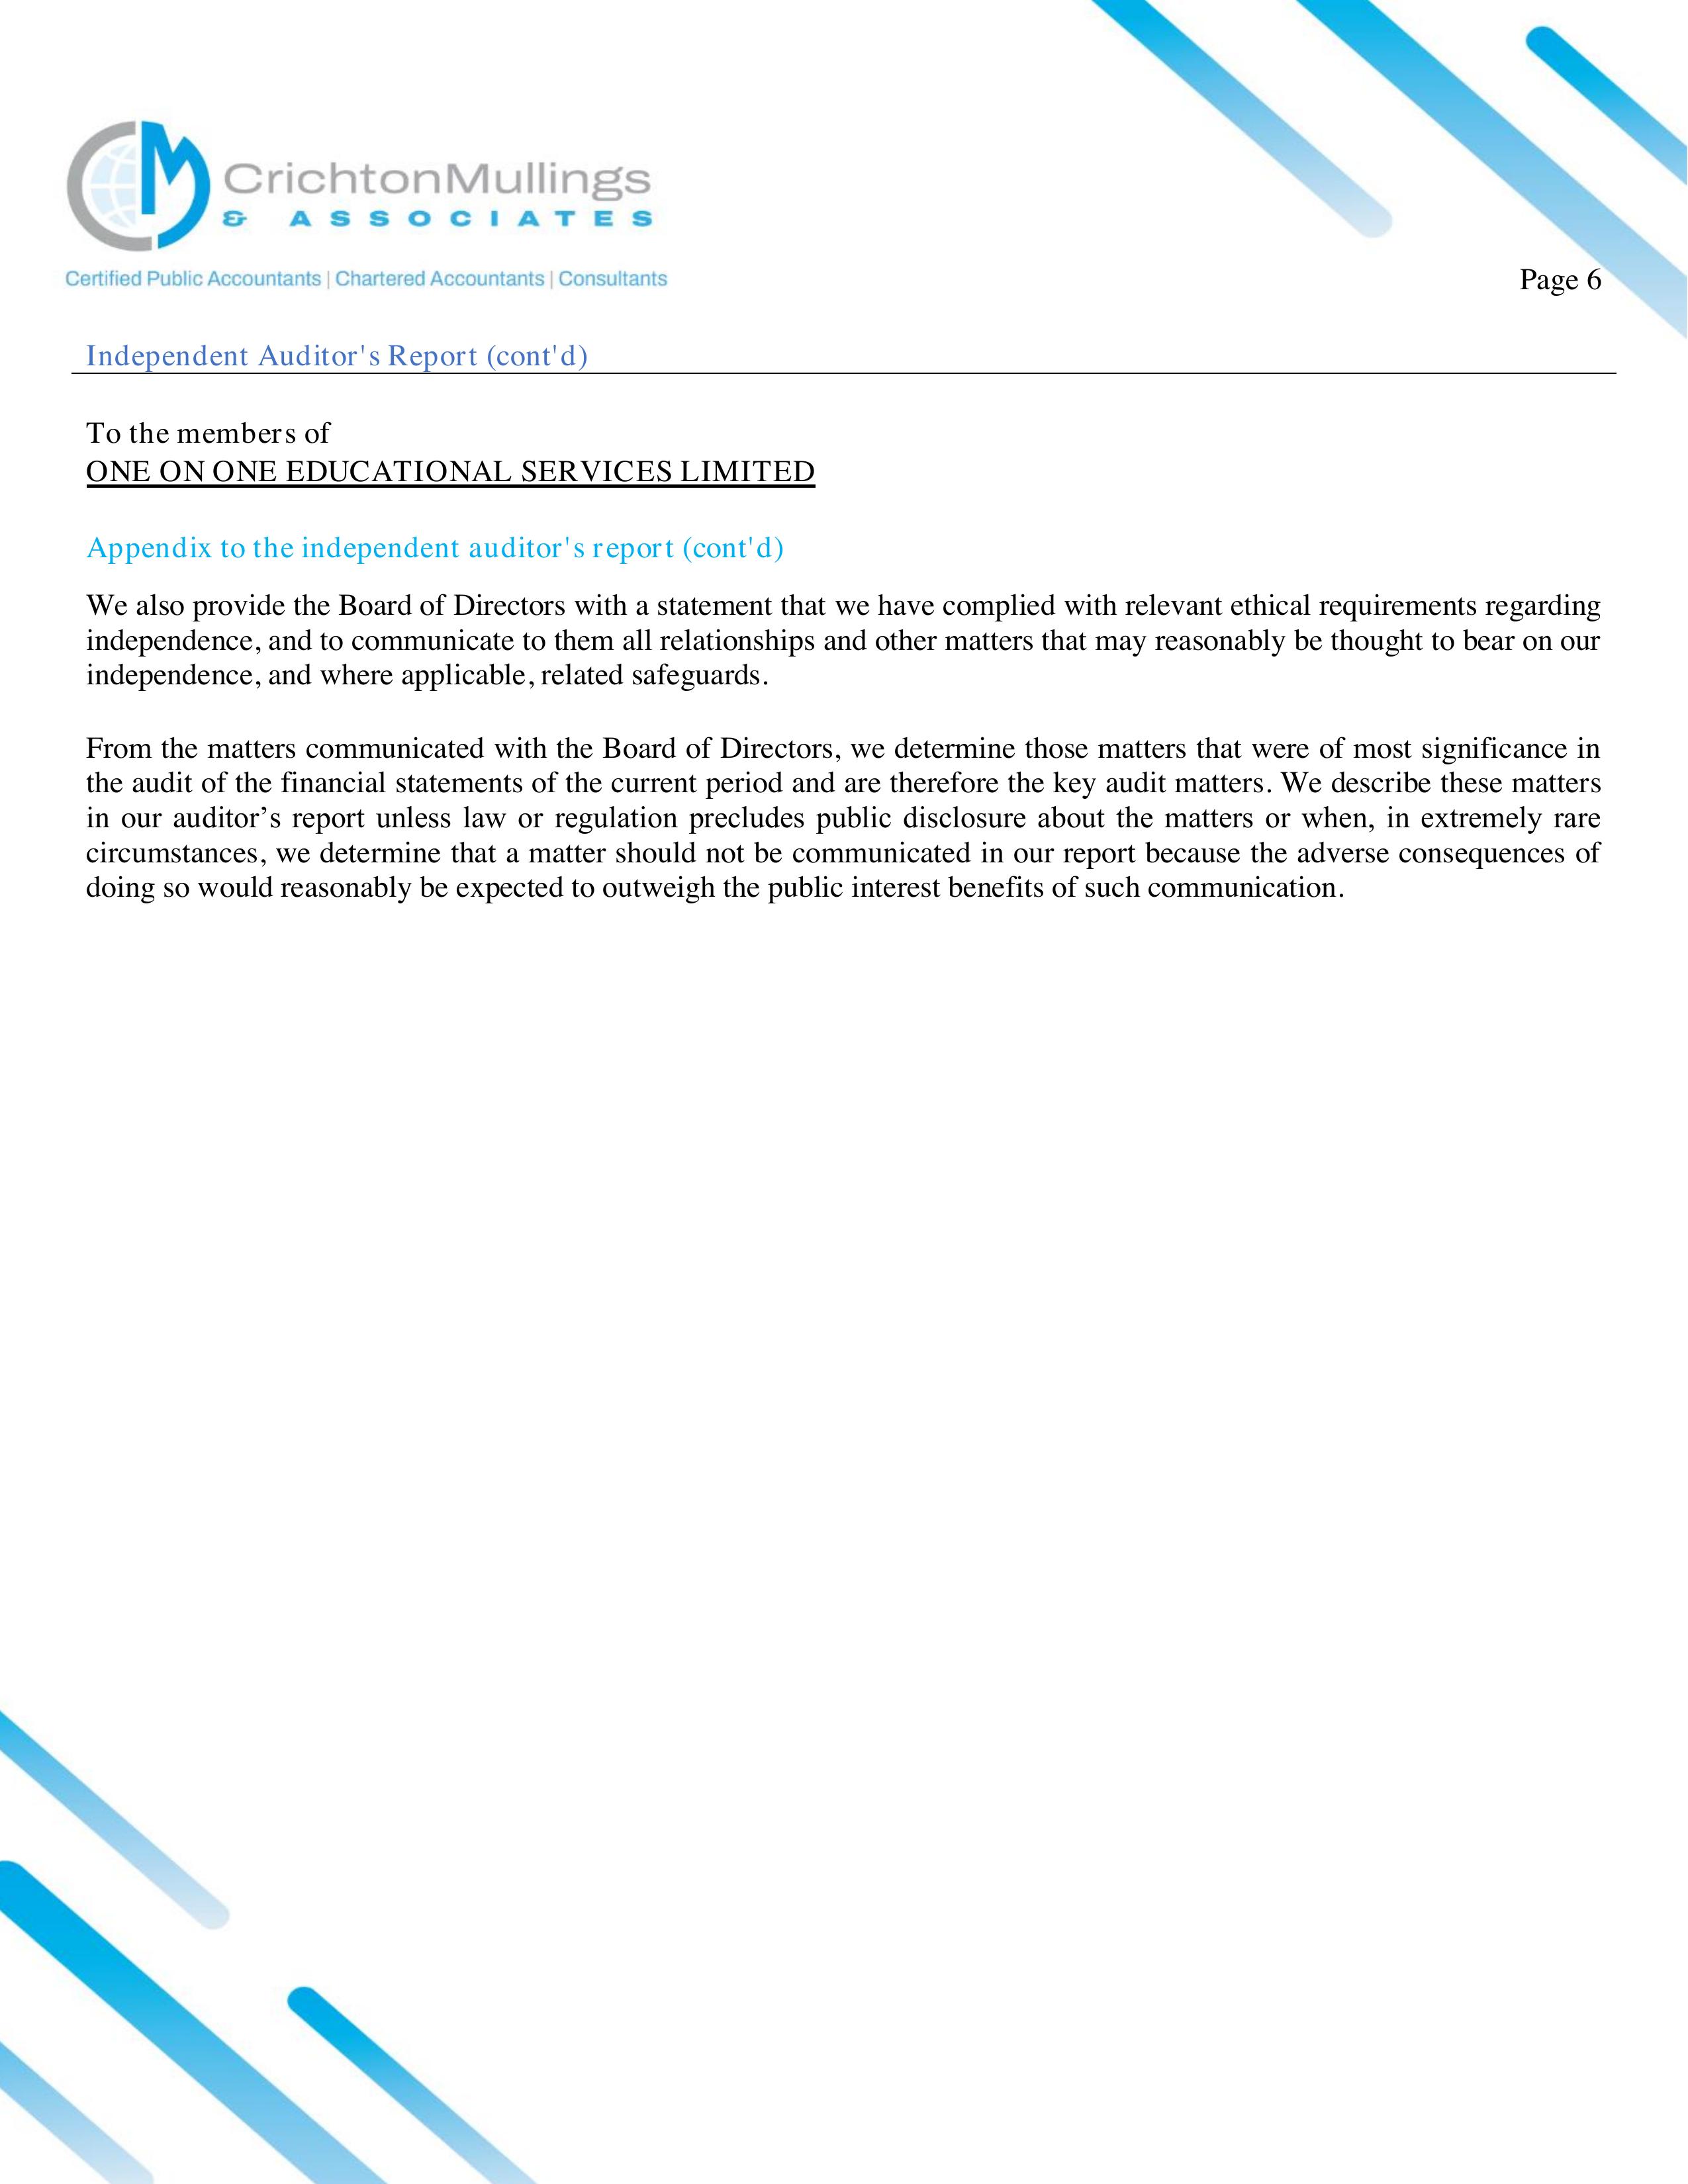 CrichtonMullings
& ASSOCIATES
Certified Public Accountants | Chartered Accountants | Consultants
Page 6
Independent Auditor's Report (cont'd)
To the members of
ONE ON ONE EDUCATIONAL SERVICES LIMITED
Appendix to the independent auditor's report (cont'd)
We also provide the Board of Directors with a statement that we have complied with relevant ethical requirements regarding
independence, and to communicate to them all relationships and other matters that may reasonably be thought to bear on our
independence, and where applicable, related safeguards.
From the matters communicated with the Board of Directors, we determine those matters that were of most significance in
the audit of the financial statements of the current period and are therefore the key audit matters. We describe these matters
in our auditor’s report unless law or regulation precludes public disclosure about the matters or when, in extremely rare
circumstances, we determine that a matter should not be communicated in our report because the adverse consequences of
doing so would reasonably be expected to outweigh the public interest benefits of such communication.